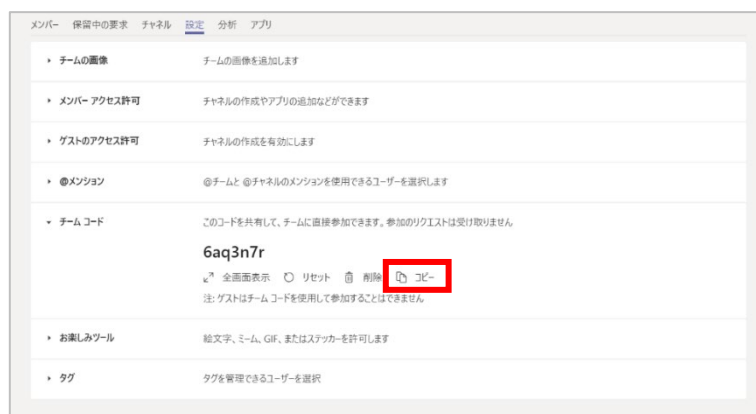 メンバー 保留中の要求 チャネル 設定 分析 アプリ
チームの画像 チームの画像を追加します
メンバー アクセス許可 チャネルの作成やアプリの追加などができます
ゲストのアクセス許可 チャネルの作成を有効にします
@メンション @チームと @チャネルのメンションを使用できるユーザーを選択します
チーム コード このコードを共有して、チームに直接参加できます。参加のリクエストは受け取りません
6aq3n7r
全画面表示 リセット 削除 コピー
注: ゲストはチーム コードを使用して参加することはできません
お楽しみツール 絵文字、ミーム、GIF、またはステッカーを許可します
タグ タグを管理できるユーザーを選択